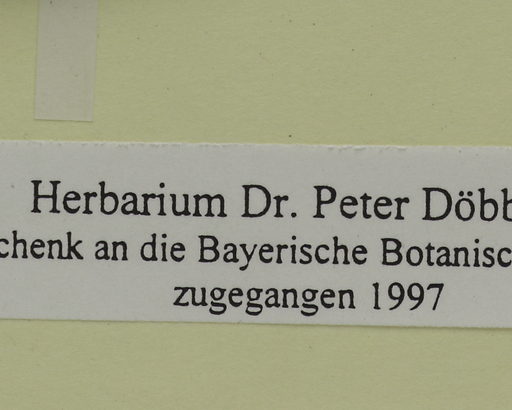 Herbarium Dr. Peter Döbb
chenk an die Bayerische Botanisc
zugegangen 1997